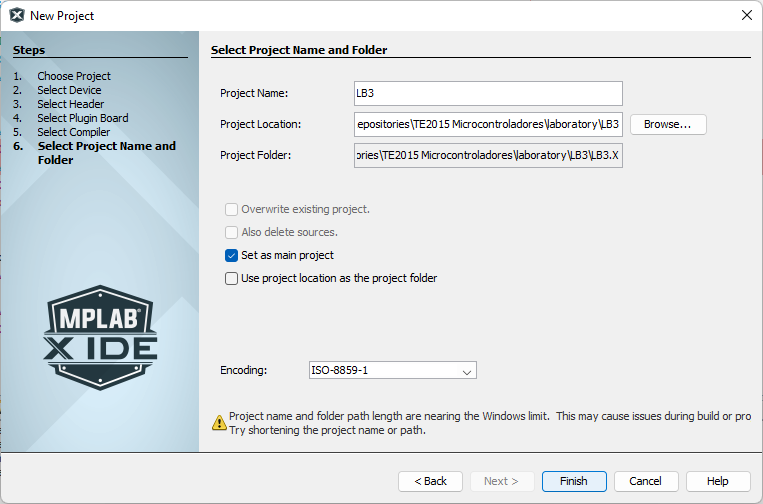 New Project
Steps
1. Choose Project
2. Select Device
3. Select Header
4. Select Plugin Board
5. Select Compiler
6. Select Project Name and
Folder
MPLAB®
X IDE
Select Project Name and Folder
Project Name: LB3
Project Location: epositories\TE2015 Microcontroladores\laboratory\LB3 Browse...
Project Folder: ories\TE2015 Microcontroladores\laboratory\LB3\LB3.X
Overwrite existing project.
Also delete sources.
Set as main project
Use project location as the project folder
Encoding: ISO-8859-1
Project name and folder path length are nearing the Windows limit. This may cause issues during build or pro
Try shortening the project name or path.
< Back Next > Finish Cancel Help